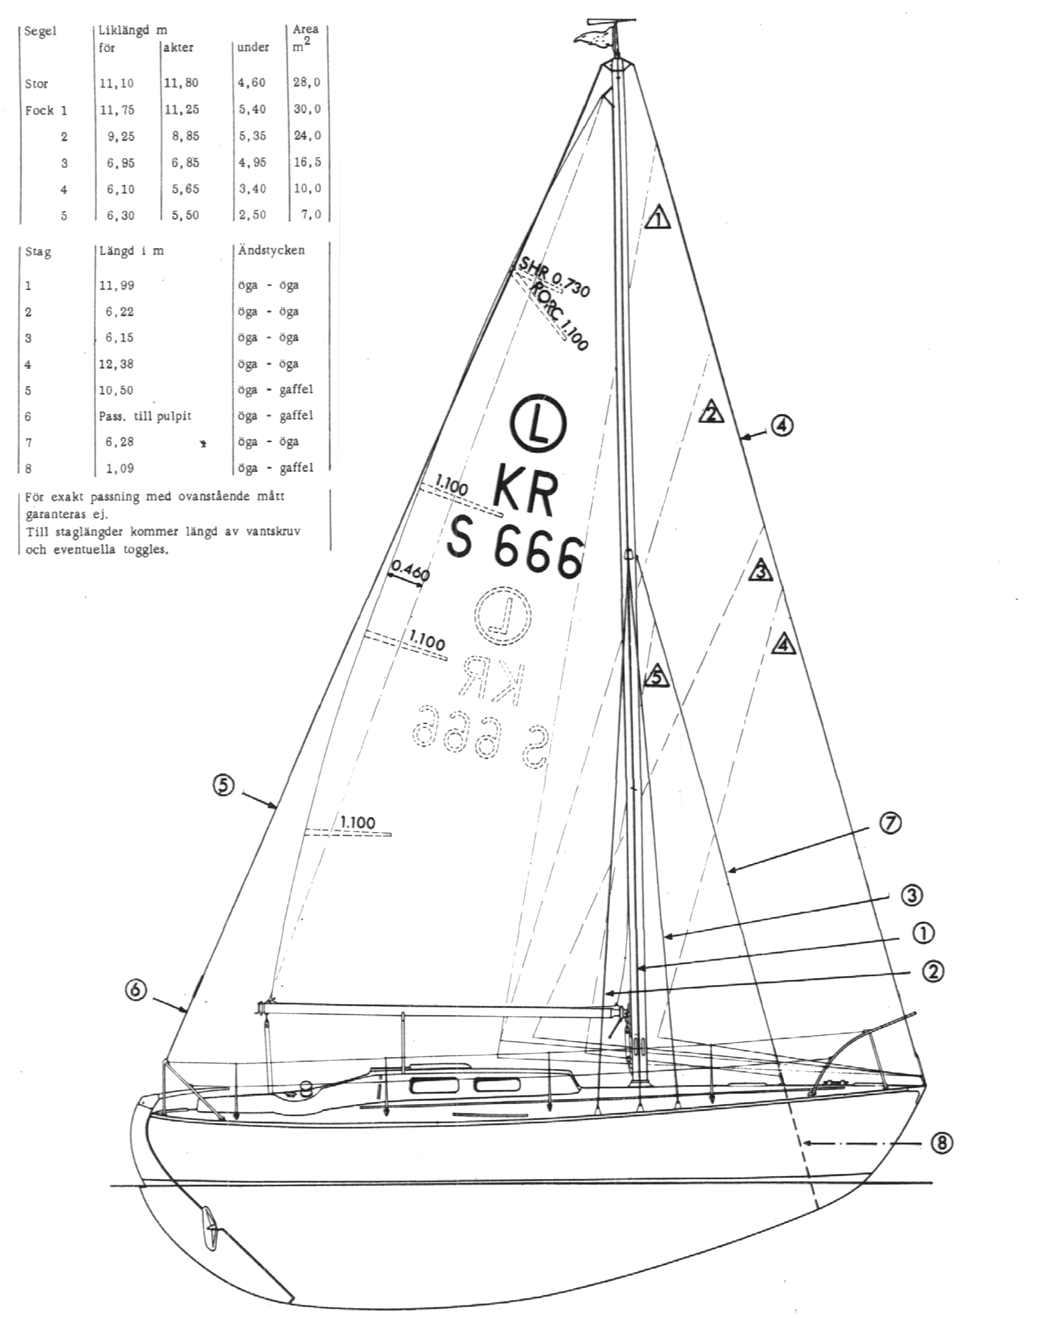 Segel Liklängd m Area
för akter under m2
Stor 11,10 11,80 4,60 28,0
Fock 1 11,75 11,25 5,40 30,0
2 9,25 8,85 5,35 24,0
3 6,95 6,85 4,95 16,5
4 6,10 5,65 3,40 10,0
5 6,30 5,50 2,50 7,0
Stag Längd i m Ändstycken
1 11,99 öga - öga
2 6,22 öga - öga
3 6,15 öga - öga
4 12,38 öga - öga
5 10,50 öga - gaffel
6 Pass. till pulpit öga - gaffel
7 6,28 öga - öga
8 1,09 öga - gaffel
För exakt passning med ovanstående mått
garanteras ej.
Till staglängder kommer längd av vantskruv
och eventuella toggles.
1
SHR 0.730
RORC 1.100
2
4
L
KR
S 666
1.100
0.460
3
L
1.100
4
KR
5
S 666
5
1.100
7
3
1
2
6
8